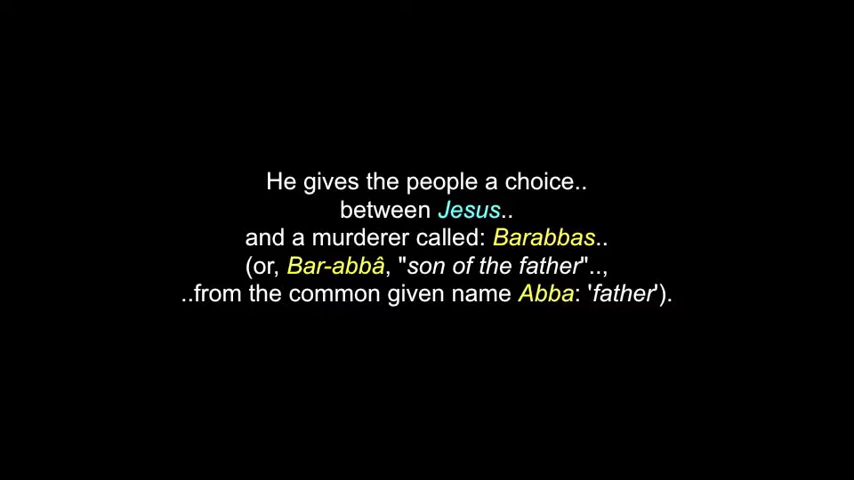 He gives the people a choice..
between Jesus..
and a murderer called: Barabbas..
(or, Bar-abbâ, "son of the father"..,
..from the common given name Abba: 'father').